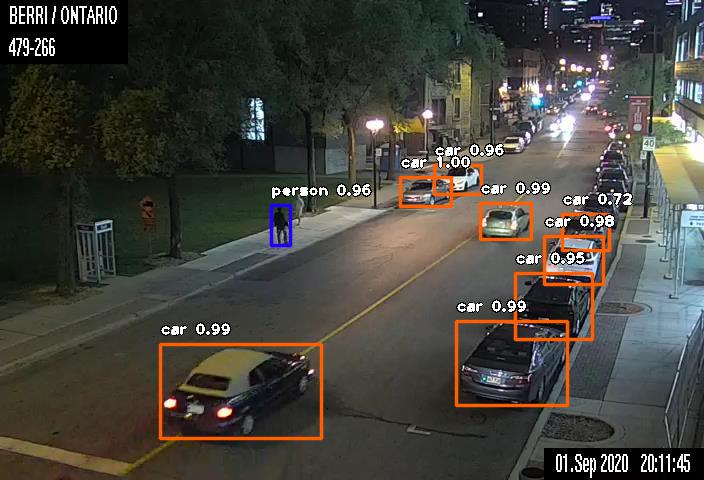 BERRI / ONTARIO
479-266
car 0.96
car 1.00
person 0.96
car 0.99
car 0.72
car 0.98
car 0.95
car 0.99
car 0.99
40
01.Sep 2020 20:11:45